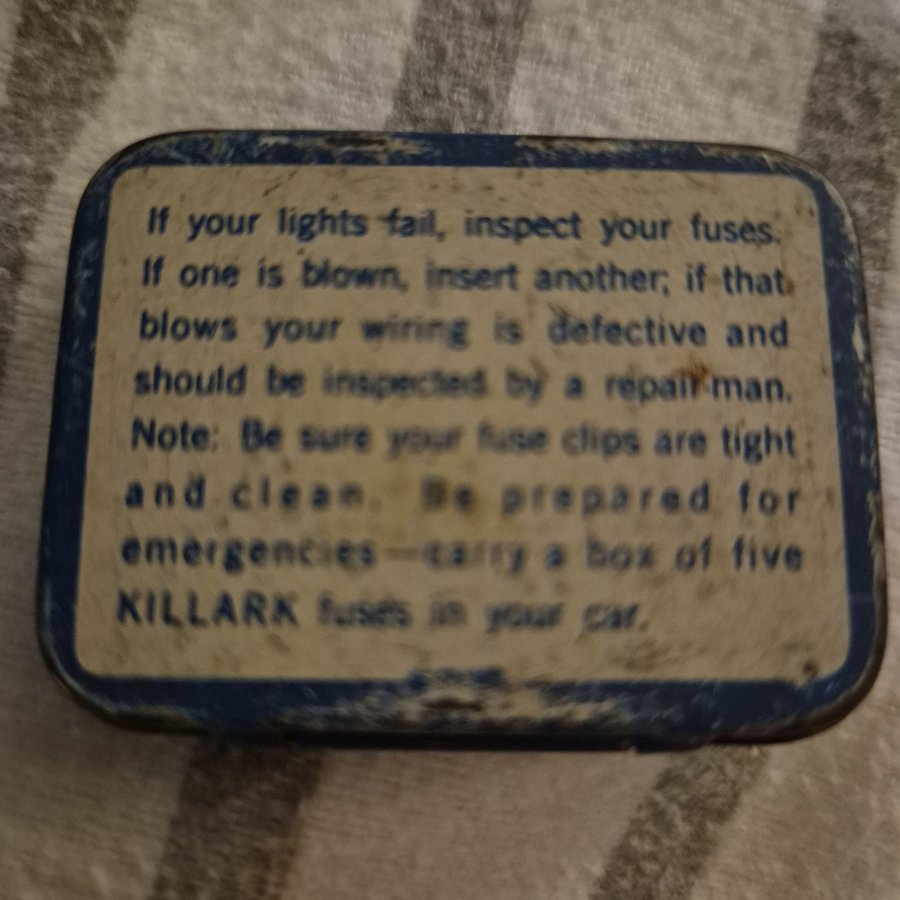 If your lights fail, inspect your fuses.
If one is blown, insert another; if that
blows your wiring is defective and
should be inspected by a repair-man.
Note: Be sure your fuse clips are tight
and clean. Be prepared for
emergencies—carry a box of five
KILLARK fuses in your car.